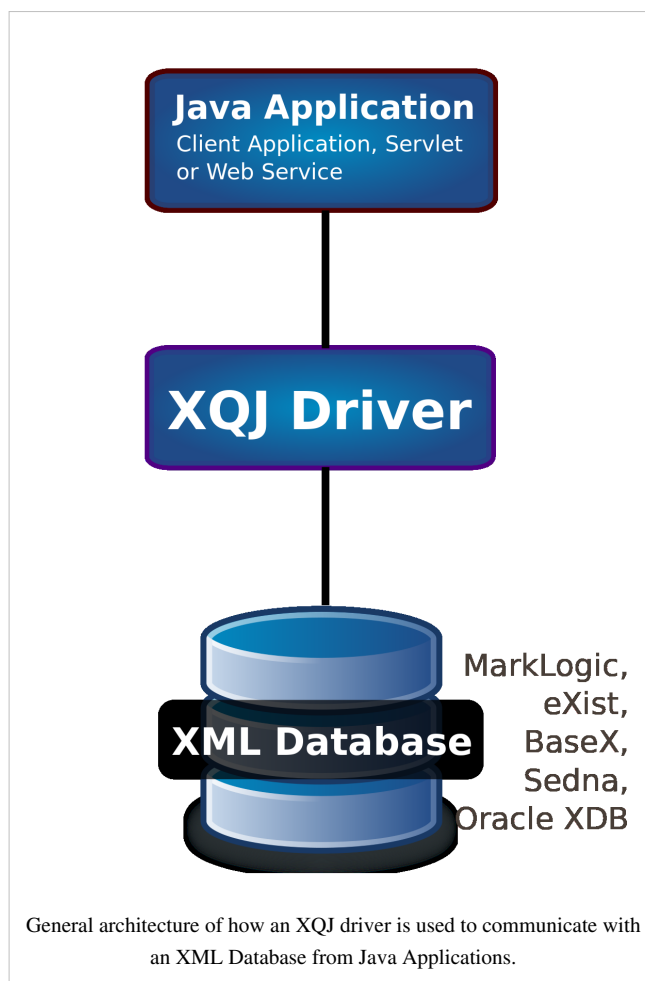 Java Application
Client Application, Servlet
or Web Service
XQJ Driver
XML Database
MarkLogic,
eXist,
BaseX,
Sedna,
Oracle XDB
General architecture of how an XQJ driver is used to communicate with
an XML Database from Java Applications.